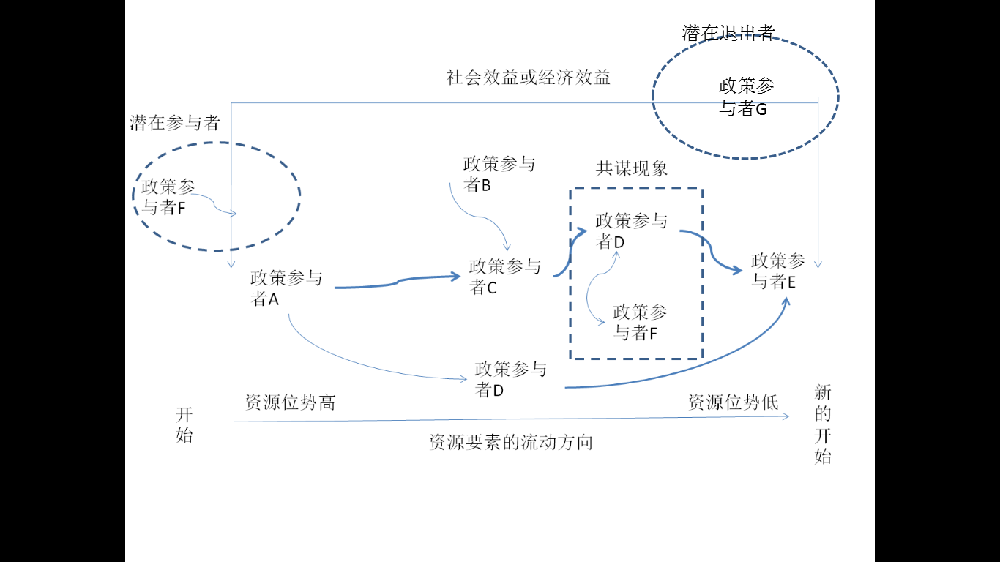 潜在退出者
社会效益或经济效益
政策参
与者G
潜在参与者
政策参与
者B
共谋现象
政策参
与者F
政策参与
者D
政策参与
者C
政策参
与者E
政策参与
者A
政策参
与者F
政策参与
者D
资源位势高
资源位势低
开
始
新
的
开
始
资源要素的流动方向